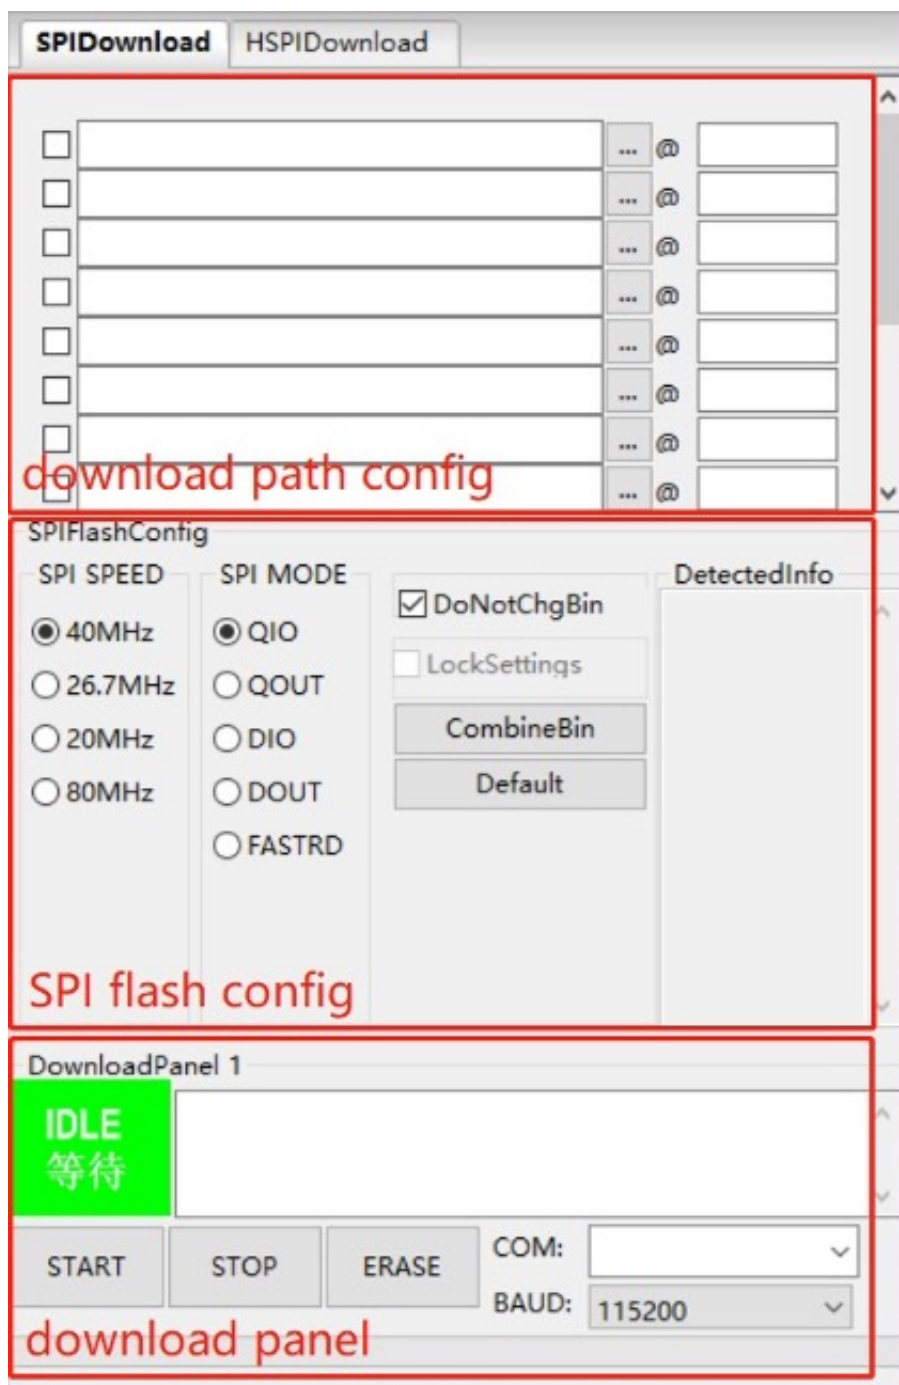 SPIDownload HSPIDownload
... @
... @
... @
... @
... @
... @
... @
download path config
... @
SPIFlashConfig
SPI SPEED SPI MODE DetectedInfo
DoNotChgBin
40MHz QIO
LockSettings
26.7MHz QOUT
CombineBin
20MHz DIO
Default
80MHz DOUT
FASTRD
SPI flash config
DownloadPanel 1
IDLE
等待
START STOP ERASE COM:
BAUD: 115200
download panel